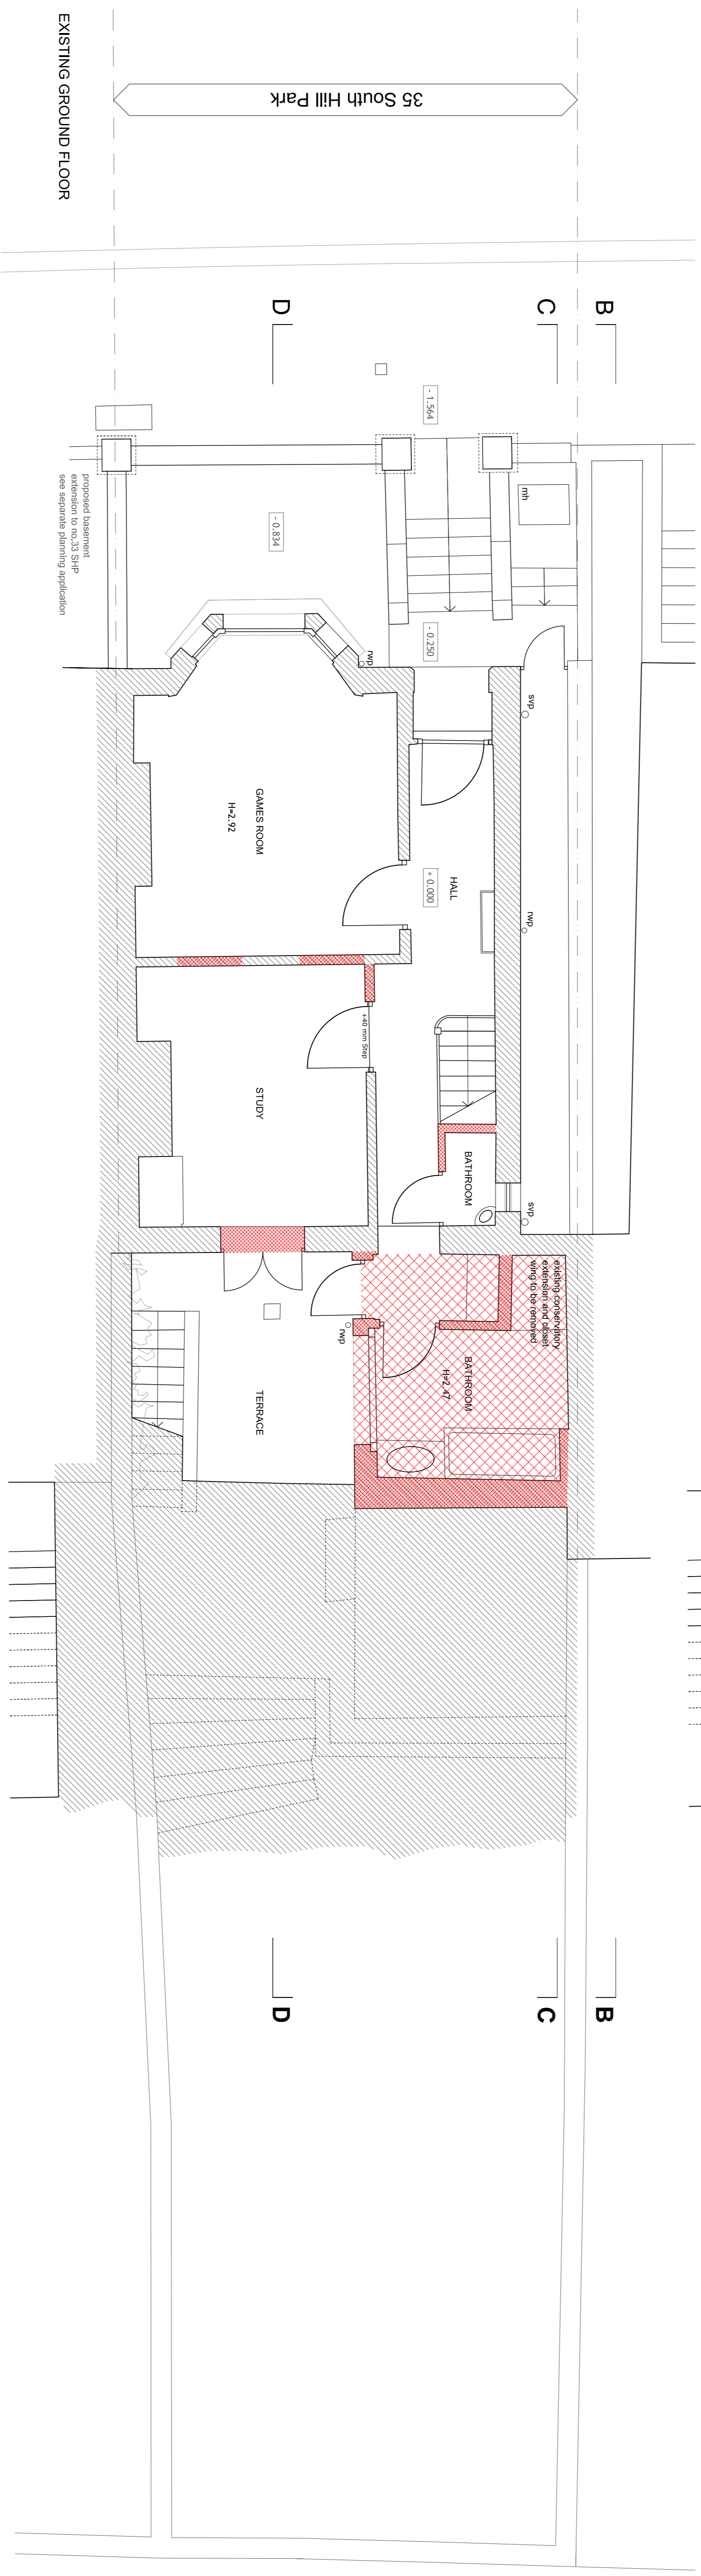 EXISTING GROUND FLOOR
35 South Hill Park
D
C
B
- 1.564
mh
proposed basement
extension to no.33 SHP
see separate planning application
- 0.834
- 0.250
rwp
svp
GAMES ROOM
H=2.92
HALL
+ 0.000
rwp
+40 mm Step
STUDY
BATHROOM
svp
existing conservatory
extension and closet
wing to be removed
rwp
BATHROOM
H=2.47
TERRACE
D
C
B